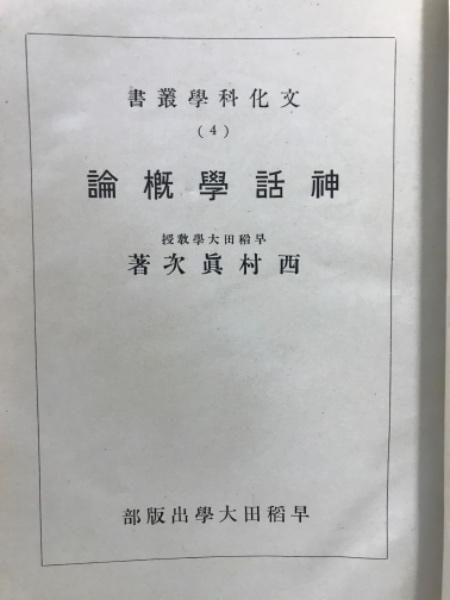 文化科學叢書
(4)
神話學概論
早稻田大學教授
西村眞次著
早稻田大學出版部